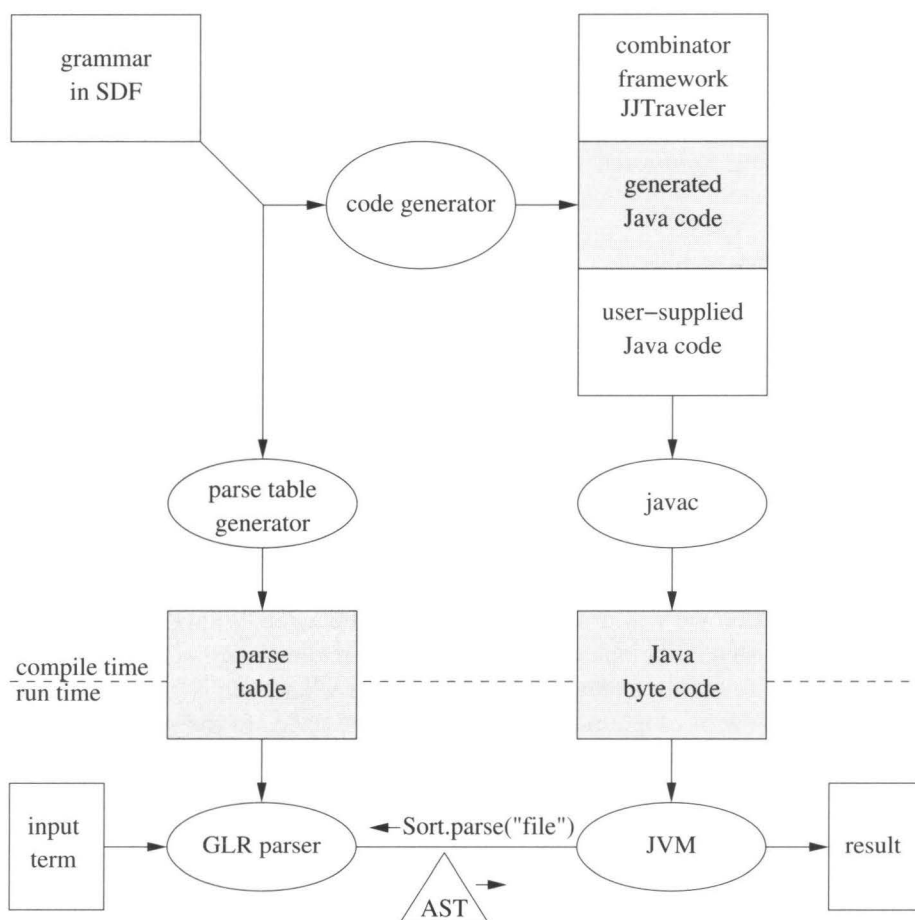 grammar
in SDF
combinator
framework
JJTraveler
code generator
generated
Java code
user-supplied
Java code
parse table
generator
javac
parse
table
Java
byte code
compile time
run time
input
term
GLR parser
Sort.parse("file")
JVM
result
AST